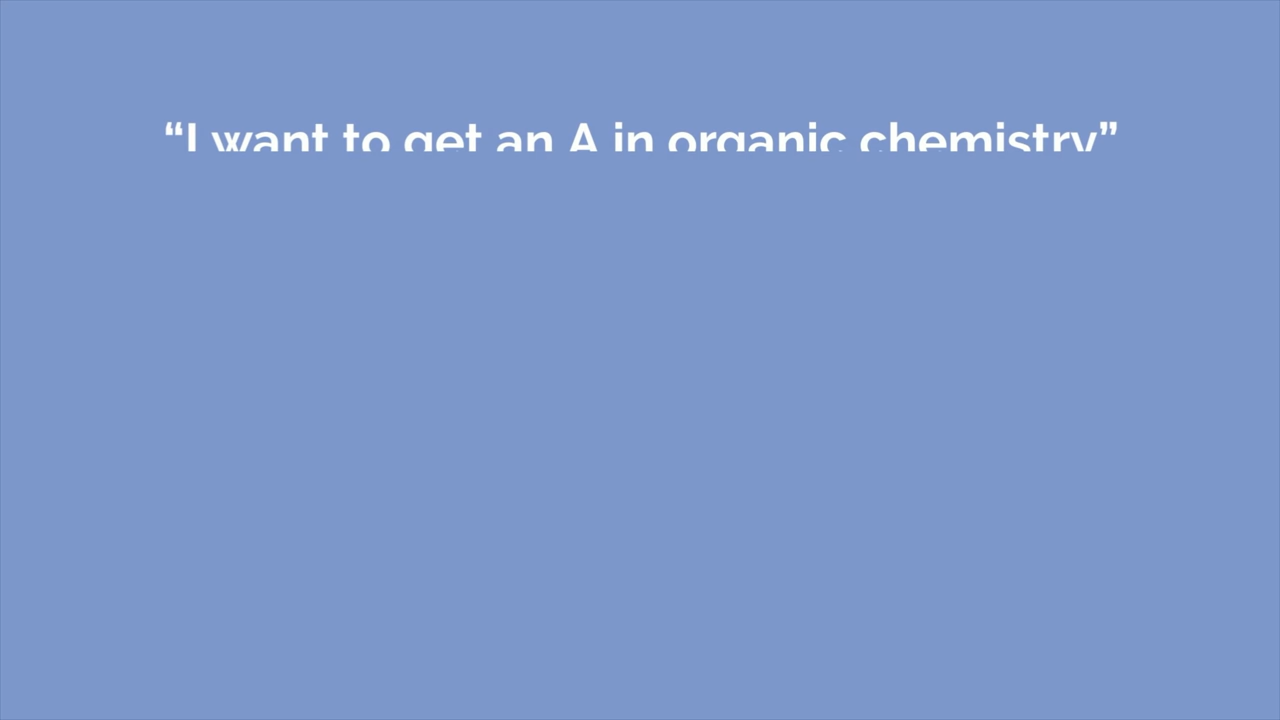 “I want to get an A in organic chemistry”